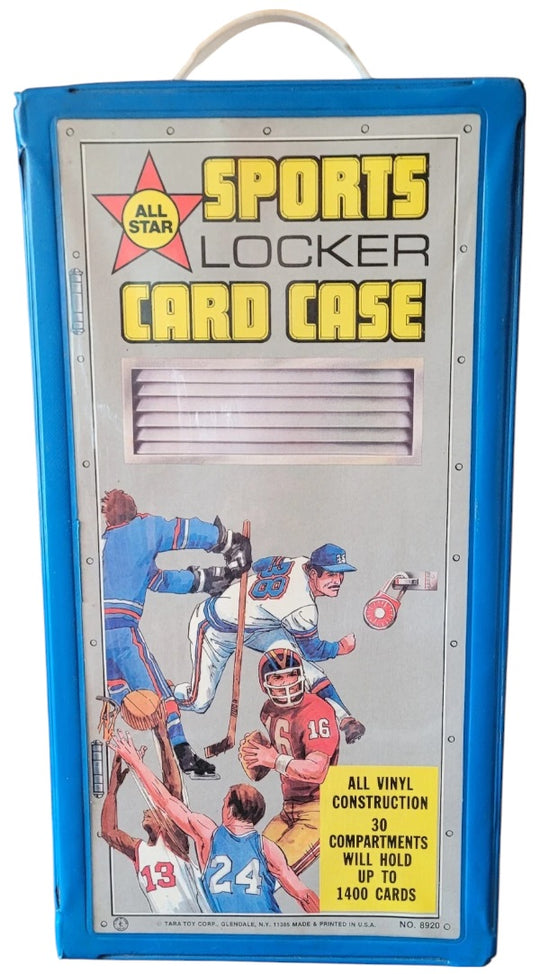 ALL
STAR
SPORTS
LOCKER
CARD CASE
38
16
16
13
24
ALL VINYL
CONSTRUCTION
30
COMPARTMENTS
WILL HOLD
UP TO
1400 CARDS
© TARA TOY CORP., GLENDALE, N.Y. 11385 MADE & PRINTED IN U.S.A.
NO. 8920